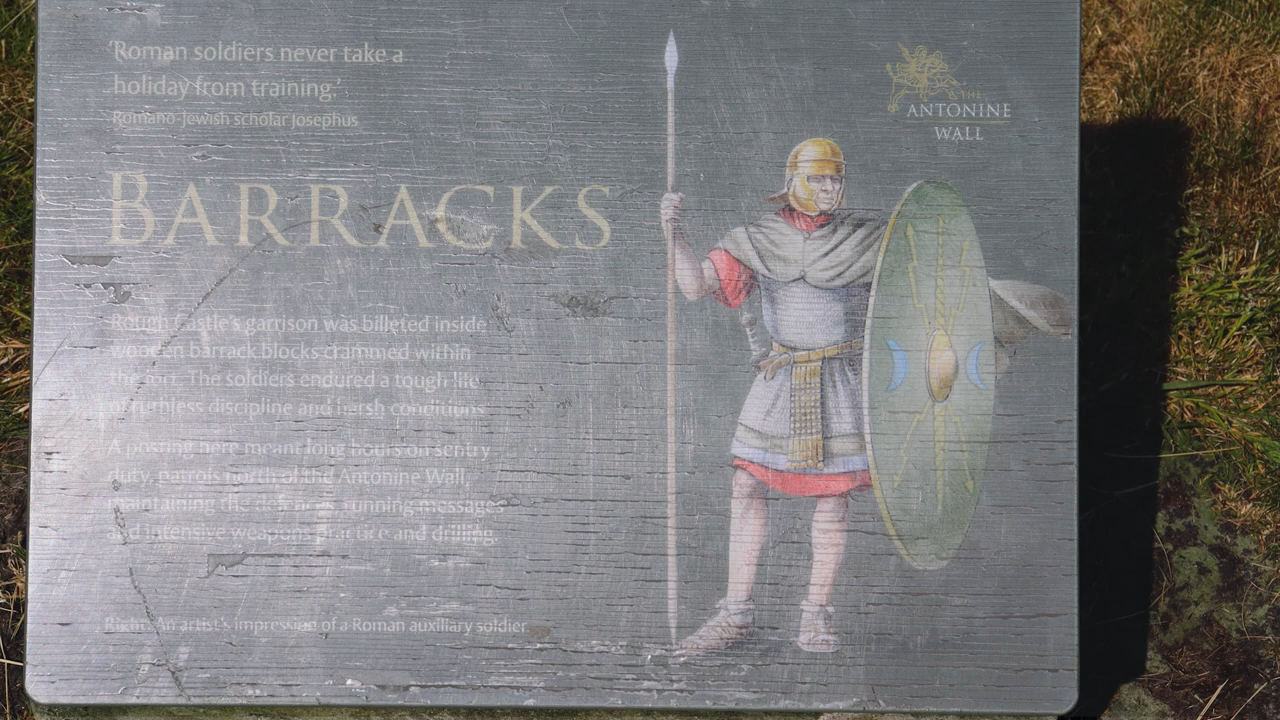 'Roman soldiers never take a
holiday from training.'
Romano-Jewish scholar Josephus
BARRACKS
THE
ANTONINE
WALL
Rough Castle's garrison was billeted inside
wooden barrack blocks crammed within
the fort. The soldiers endured a tough life
of ruthless discipline and harsh conditions.
A posting here meant long hours on sentry
duty, patrols north of the Antonine Wall,
maintaining the defences, running messages
and intensive weapons practice and drilling.
Right: An artist's impression of a Roman auxiliary soldier